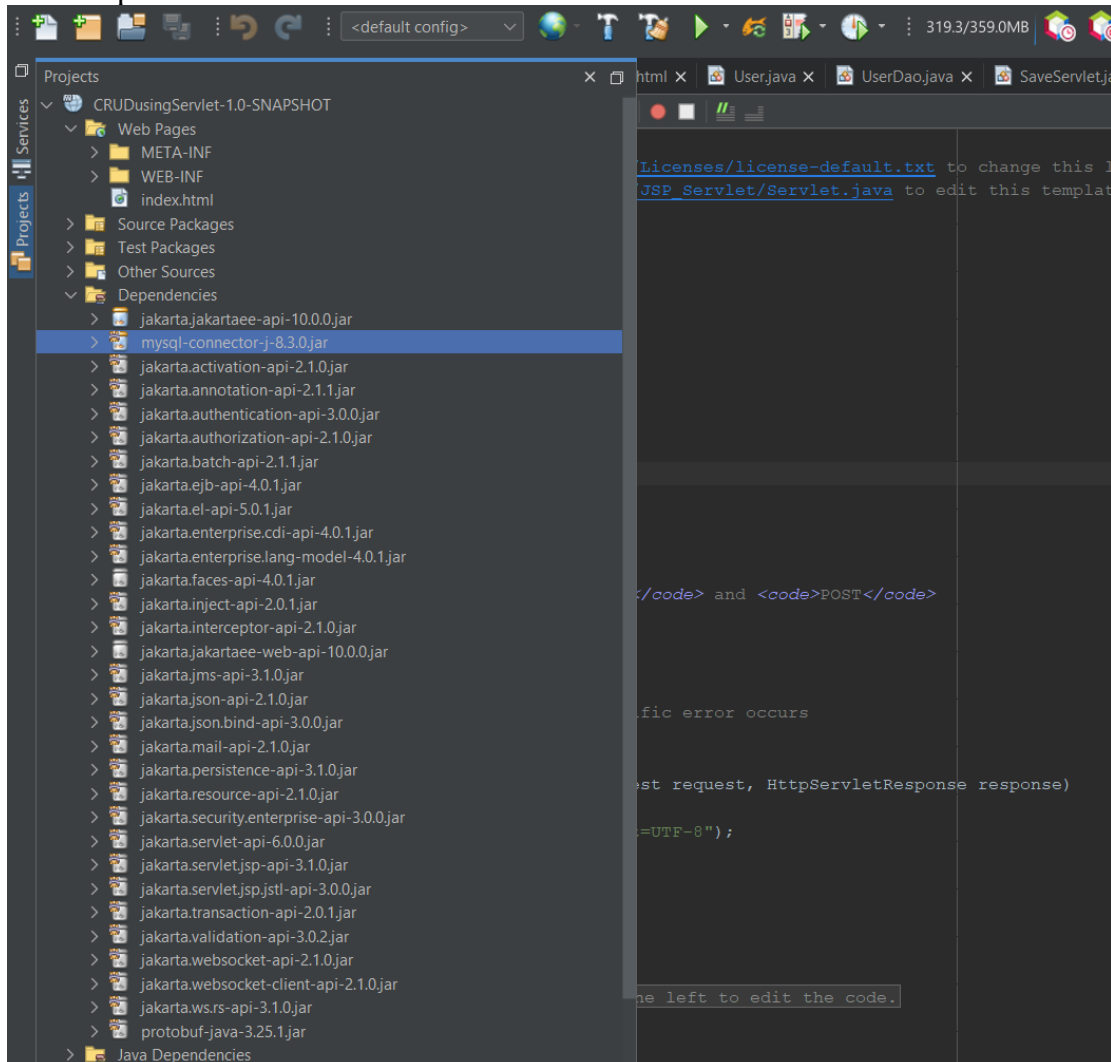 <default config>
319.3/359.0MB
Projects
html
User.java
UserDao.java
SaveServlet.ja
Services
Projects
CRUDusingServlet-1.0-SNAPSHOT
Web Pages
META-INF
WEB-INF
index.html
Source Packages
Test Packages
Other Sources
Dependencies
jakarta.jakartaee-api-10.0.0.jar
mysql-connector-j-8.3.0.jar
jakarta.activation-api-2.1.0.jar
jakarta.annotation-api-2.1.1.jar
jakarta.authentication-api-3.0.0.jar
jakarta.authorization-api-2.1.0.jar
jakarta.batch-api-2.1.1.jar
jakarta.ejb-api-4.0.1.jar
jakarta.el-api-5.0.1.jar
jakarta.enterprise.cdi-api-4.0.1.jar
jakarta.enterprise.lang-model-4.0.1.jar
jakarta.faces-api-4.0.1.jar
jakarta.inject-api-2.0.1.jar
jakarta.interceptor-api-2.1.0.jar
jakarta.jakartaee-web-api-10.0.0.jar
jakarta.jms-api-3.1.0.jar
jakarta.json-api-2.1.0.jar
jakarta.json.bind-api-3.0.0.jar
jakarta.mail-api-2.1.0.jar
jakarta.persistence-api-3.1.0.jar
jakarta.resource-api-2.1.0.jar
jakarta.security.enterprise-api-3.0.0.jar
jakarta.servlet-api-6.0.0.jar
jakarta.servlet.jsp-api-3.1.0.jar
jakarta.servlet.jsp.jstl-api-3.0.0.jar
jakarta.transaction-api-2.0.1.jar
jakarta.validation-api-3.0.2.jar
jakarta.websocket-api-2.1.0.jar
jakarta.websocket-client-api-2.1.0.jar
jakarta.ws.rs-api-3.1.0.jar
protobuf-java-3.25.1.jar
Java Dependencies
/Licenses/license-default.txt to change this l
/JSP_Servlet/Servlet.java to edit this templat
</code> and <code>POST</code>
fic error occurs
est request, HttpServletResponse response)
=UTF-8");
he left to edit the code.